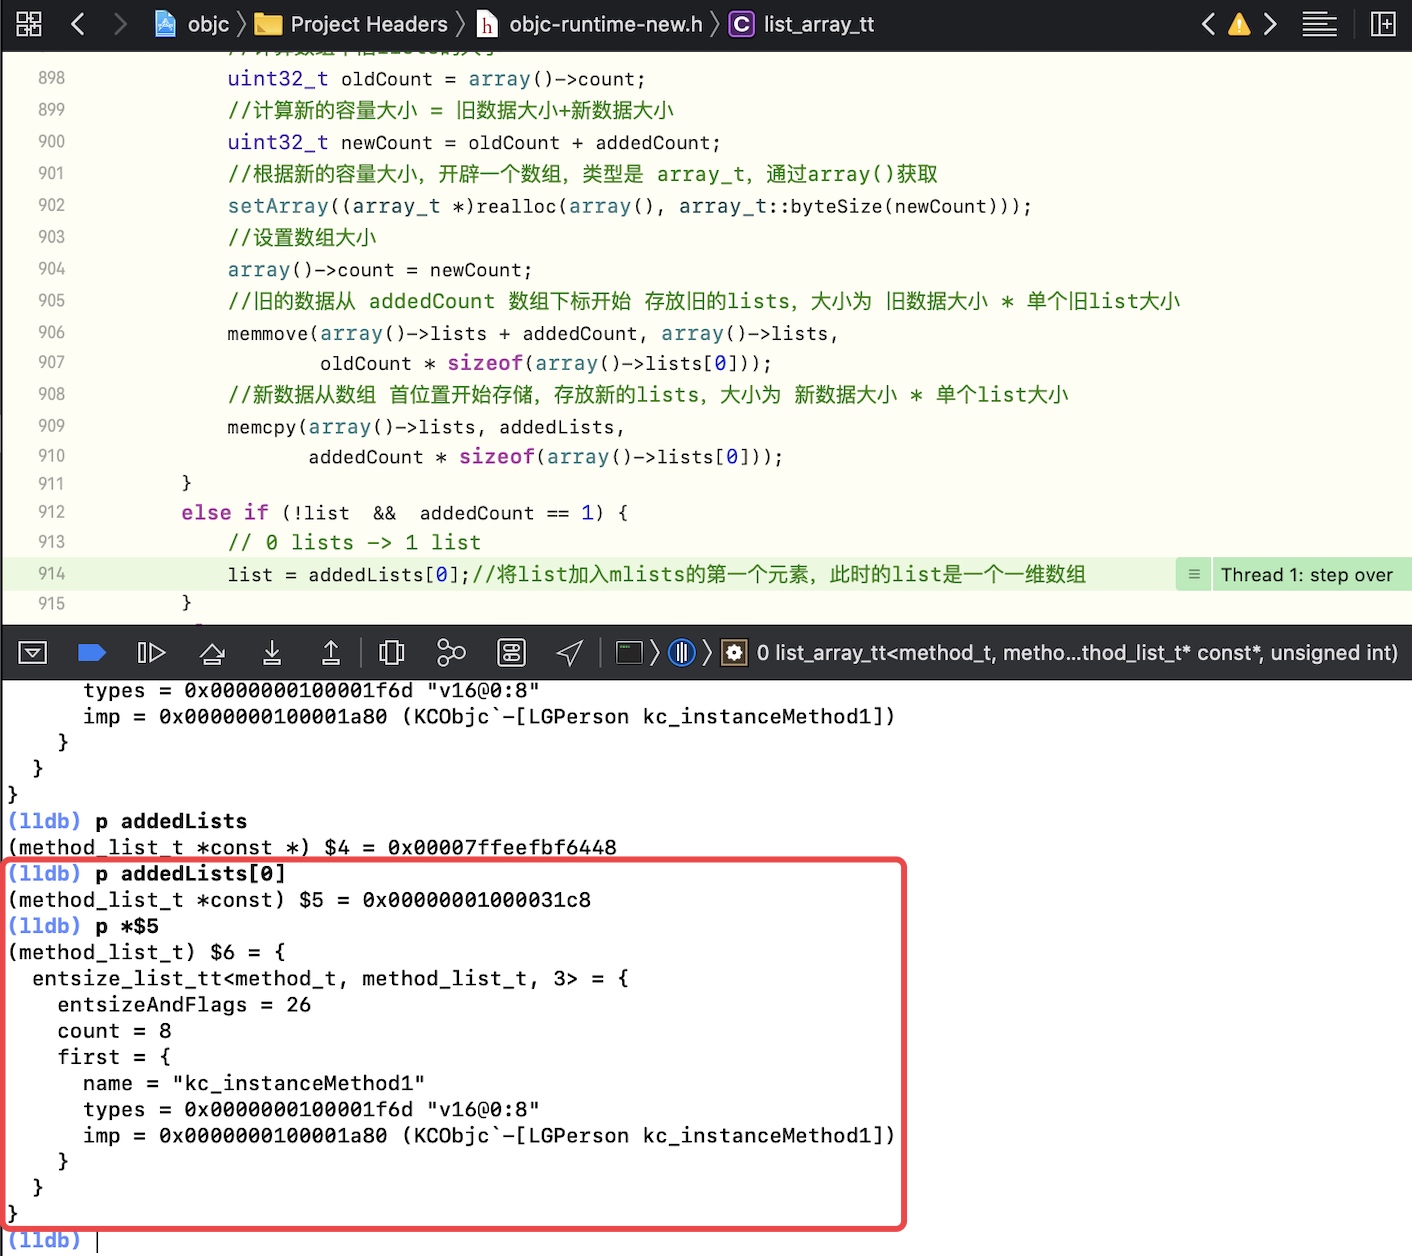 objc Project Headers objc-runtime-new.h list_array_tt
898 uint32_t oldCount = array()->count;
899 //计算新的容量大小 = 旧数据大小+新数据大小
900 uint32_t newCount = oldCount + addedCount;
901 //根据新的容量大小，开辟一个数组，类型是 array_t，通过array()获取
902 setArray((array_t *)realloc(array(), array_t::byteSize(newCount)));
903 //设置数组大小
904 array()->count = newCount;
905 //旧的数据从 addedCount 数组下标开始 存放旧的lists，大小为 旧数据大小 * 单个旧list大小
906 memmove(array()->lists + addedCount, array()->lists,
907 oldCount * sizeof(array()->lists[0]));
908 //新数据从数组 首位置开始存储，存放新的lists，大小为 新数据大小 * 单个list大小
909 memcpy(array()->lists, addedLists,
910 addedCount * sizeof(array()->lists[0]));
911 }
912 else if (!list && addedCount == 1) {
913 // 0 lists -> 1 list
914 list = addedLists[0];//将list加入mlists的第一个元素，此时的list是一个一维数组 Thread 1: step over
915 }
0 list_array_tt<method_t, metho...thod_list_t* const*, unsigned int)
types = 0x0000000100001f6d "v16@0:8"
imp = 0x0000000100001a80 (KCObjc`-[LGPerson kc_instanceMethod1])
}
}
}
(lldb) p addedLists
(method_list_t *const *) $4 = 0x00007ffeefbf6448
(lldb) p addedLists[0]
(method_list_t *const) $5 = 0x00000001000031c8
(lldb) p *$5
(method_list_t) $6 = {
entsize_list_tt<method_t, method_list_t, 3> = {
entsizeAndFlags = 26
count = 8
first = {
name = "kc_instanceMethod1"
types = 0x0000000100001f6d "v16@0:8"
imp = 0x0000000100001a80 (KCObjc`-[LGPerson kc_instanceMethod1])
}
}
}
(lldb)